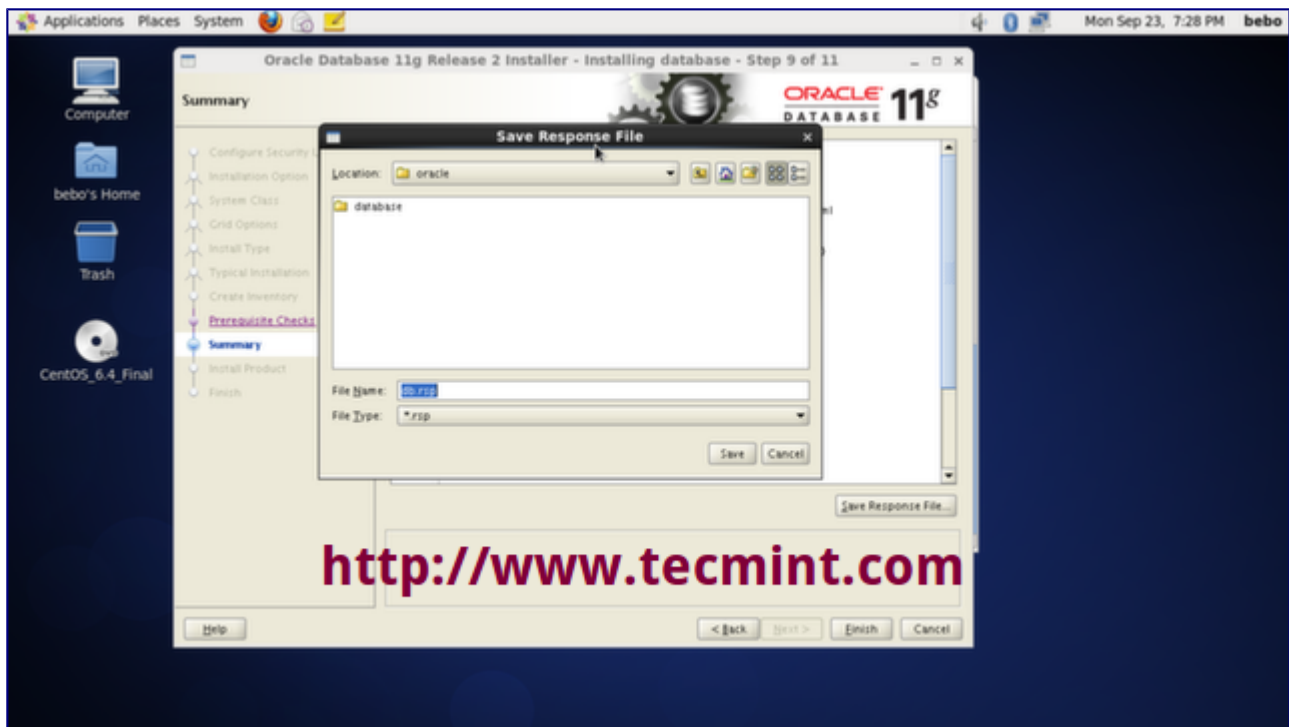 Applications Places System
Mon Sep 23, 7:28 PM bebo
Computer
bebo's Home
Trash
CentOS_6.4_Final
Oracle Database 11g Release 2 Installer - Installing database - Step 9 of 11
Summary
ORACLE
DATABASE
11g
Configure Security
Installation Option
System Class
Grid Options
Install Type
Typical Installation
Create Inventory
Prerequisite Checks
Summary
Install Product
Finish
Save Response File
Location: oracle
database
File Name: db.rsp
File Type: *.rsp
Save Cancel
Save Response File...
http://www.tecmint.com
Help
< Back Next > Finish Cancel